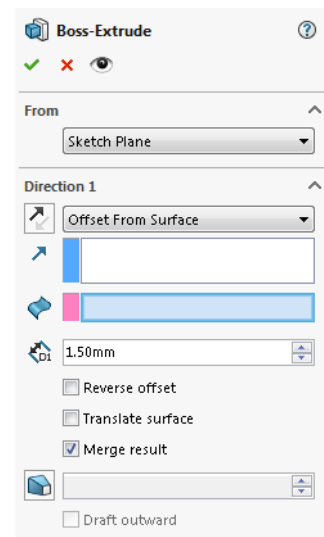 Boss-Extrude
From
Sketch Plane
Direction 1
Offset From Surface
D1
1.50mm
Reverse offset
Translate surface
Merge result
Draft outward